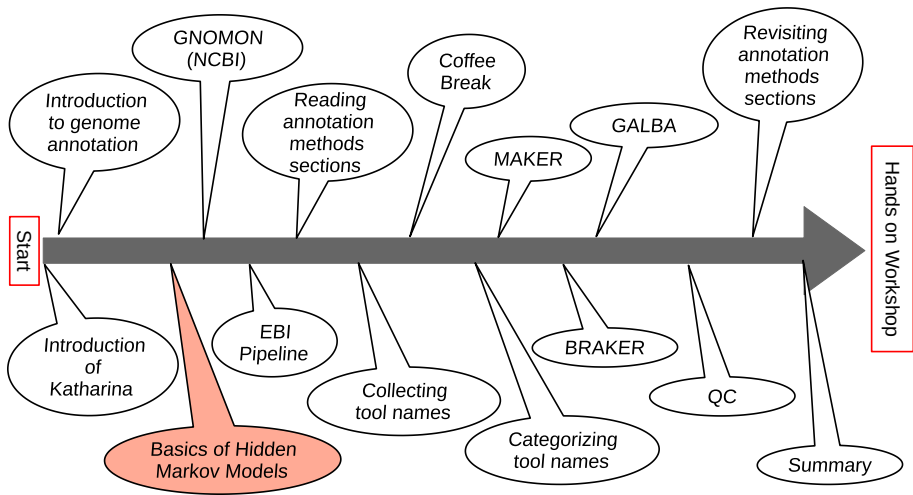 Start
Introduction
of
Katharina
Introduction
to genome
annotation
Basics of Hidden
Markov Models
GNOMON
(NCBI)
EBI
Pipeline
Reading
annotation
methods
sections
Collecting
tool names
Coffee
Break
Categorizing
tool names
MAKER
BRAKER
GALBA
QC
Revisiting
annotation
methods
sections
Summary
Hands on Workshop